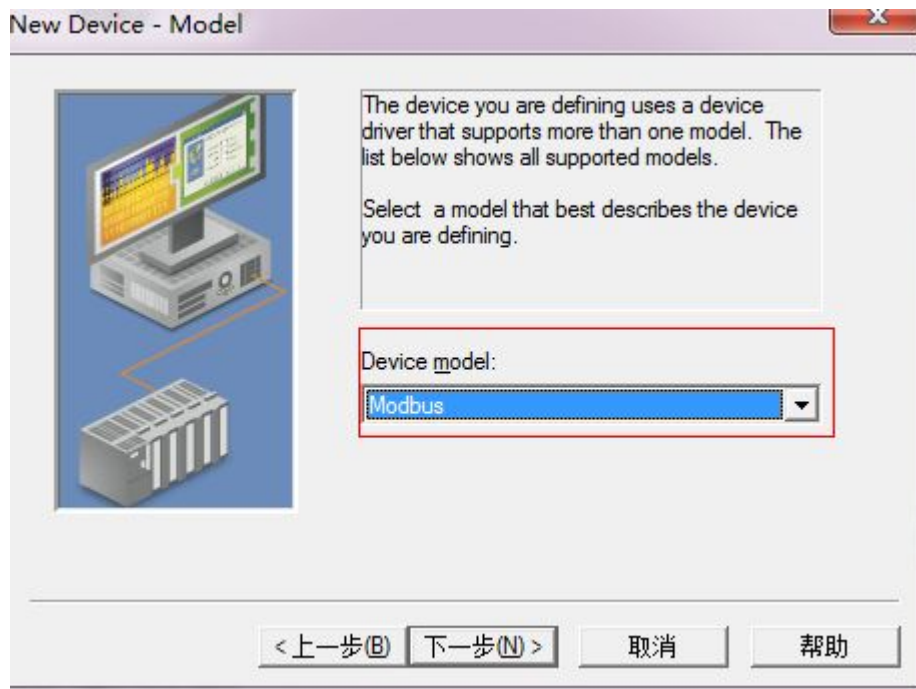 New Device - Model
The device you are defining uses a device
driver that supports more than one model.  The
list below shows all supported models.
Select  a model that best describes the device
you are defining.
Device model:
Modbus
<上一步(B) 下一步(N)> 取消 帮助